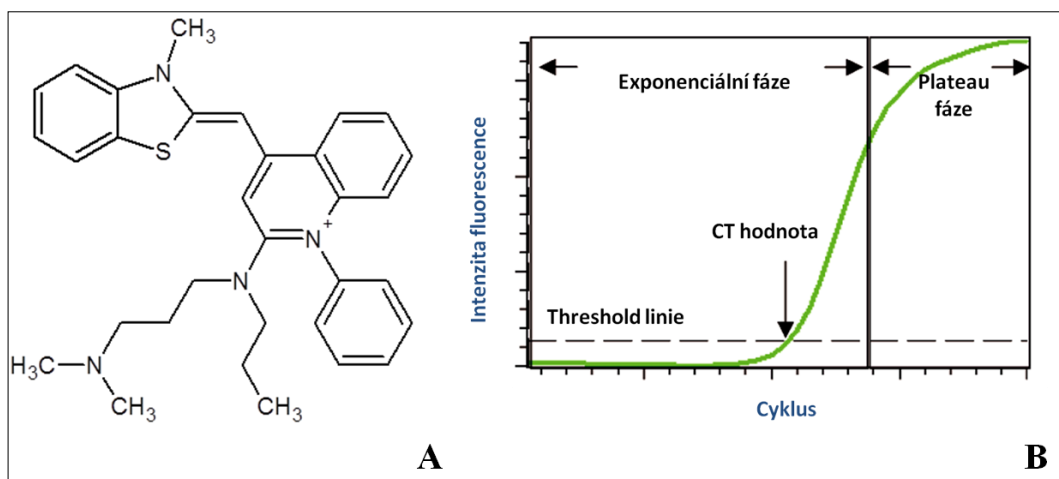 CH₃
N
S
N⁺
N
N
H₃C
CH₃
CH₃
A
Exponenciální fáze
Plateau
fáze
CT hodnota
Threshold linie
Intenzita fluorescence
Cyklus
B